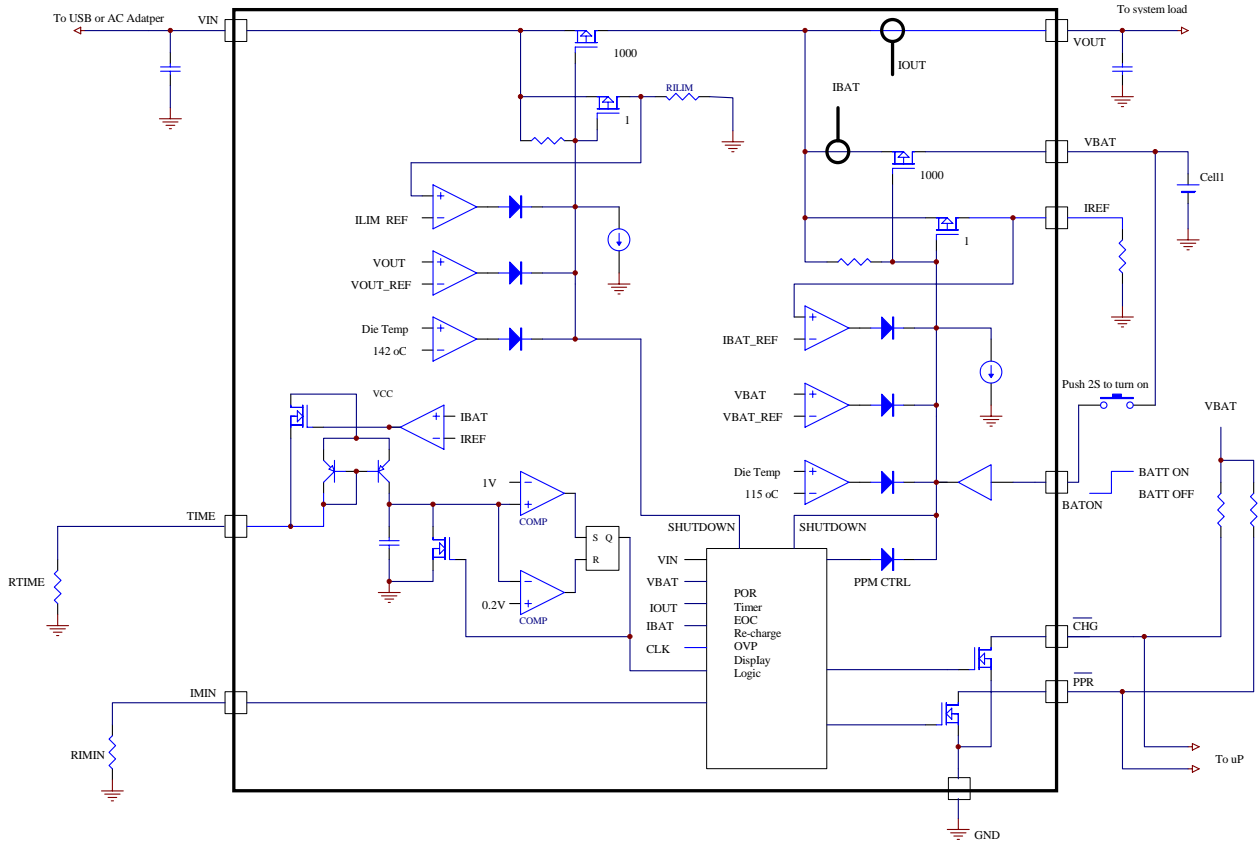 To USB or AC Adatper
VIN
To system load
VOUT
1000
IOUT
IBAT
RILIM
1
VBAT
1000
Cell1
IREF
1
ILIM_REF
VOUT
VOUT_REF
Die Temp
142 oC
IBAT_REF
VBAT
VBAT_REF
Die Temp
115 oC
Push 2S to turn on
VBAT
BATT ON
BATT OFF
BATON
VCC
IBAT
IREF
1V
COMP
TIME
S Q
R
0.2V
COMP
RTIME
SHUTDOWN
SHUTDOWN
VIN
VBAT
IOUT
IBAT
CLK
POR
Timer
EOC
Re-charge
OVP
Display
Logic
PPM CTRL
CHG
PPR
IMIN
RIMIN
To uP
GND